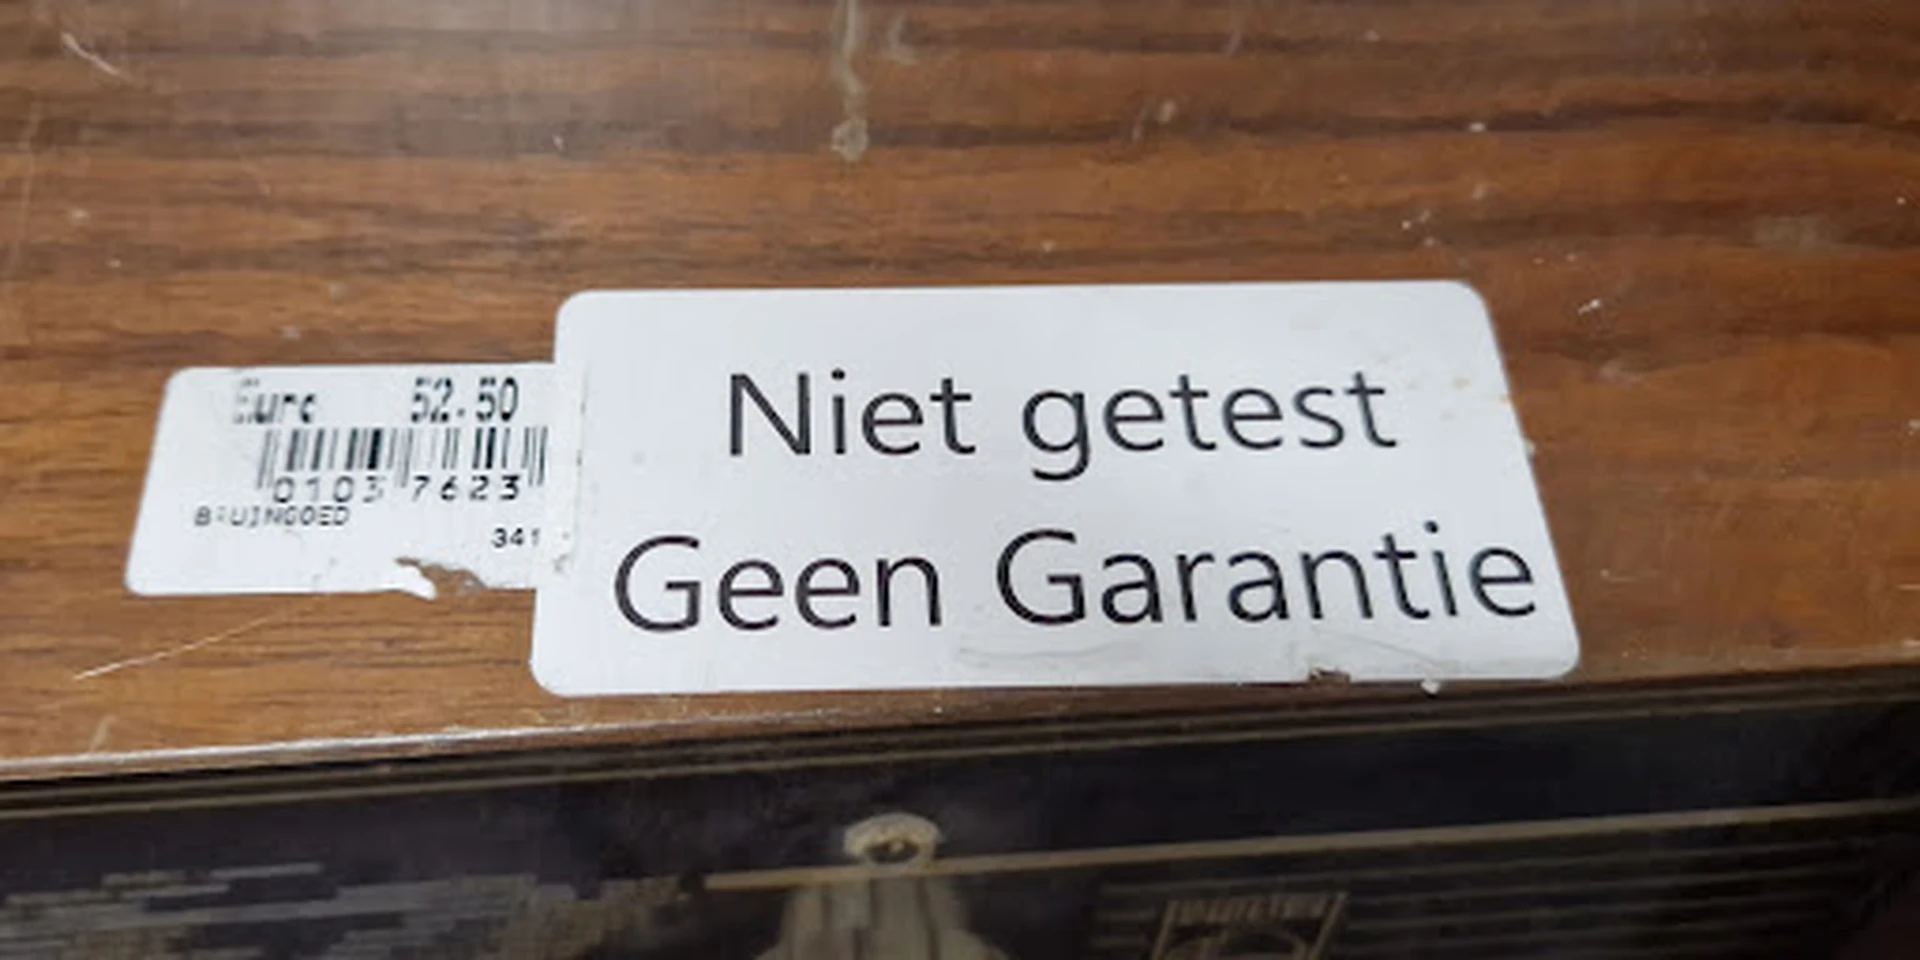 Euro 52.50
0103 7623
BRUINGOED
341
Niet getest
Geen Garantie